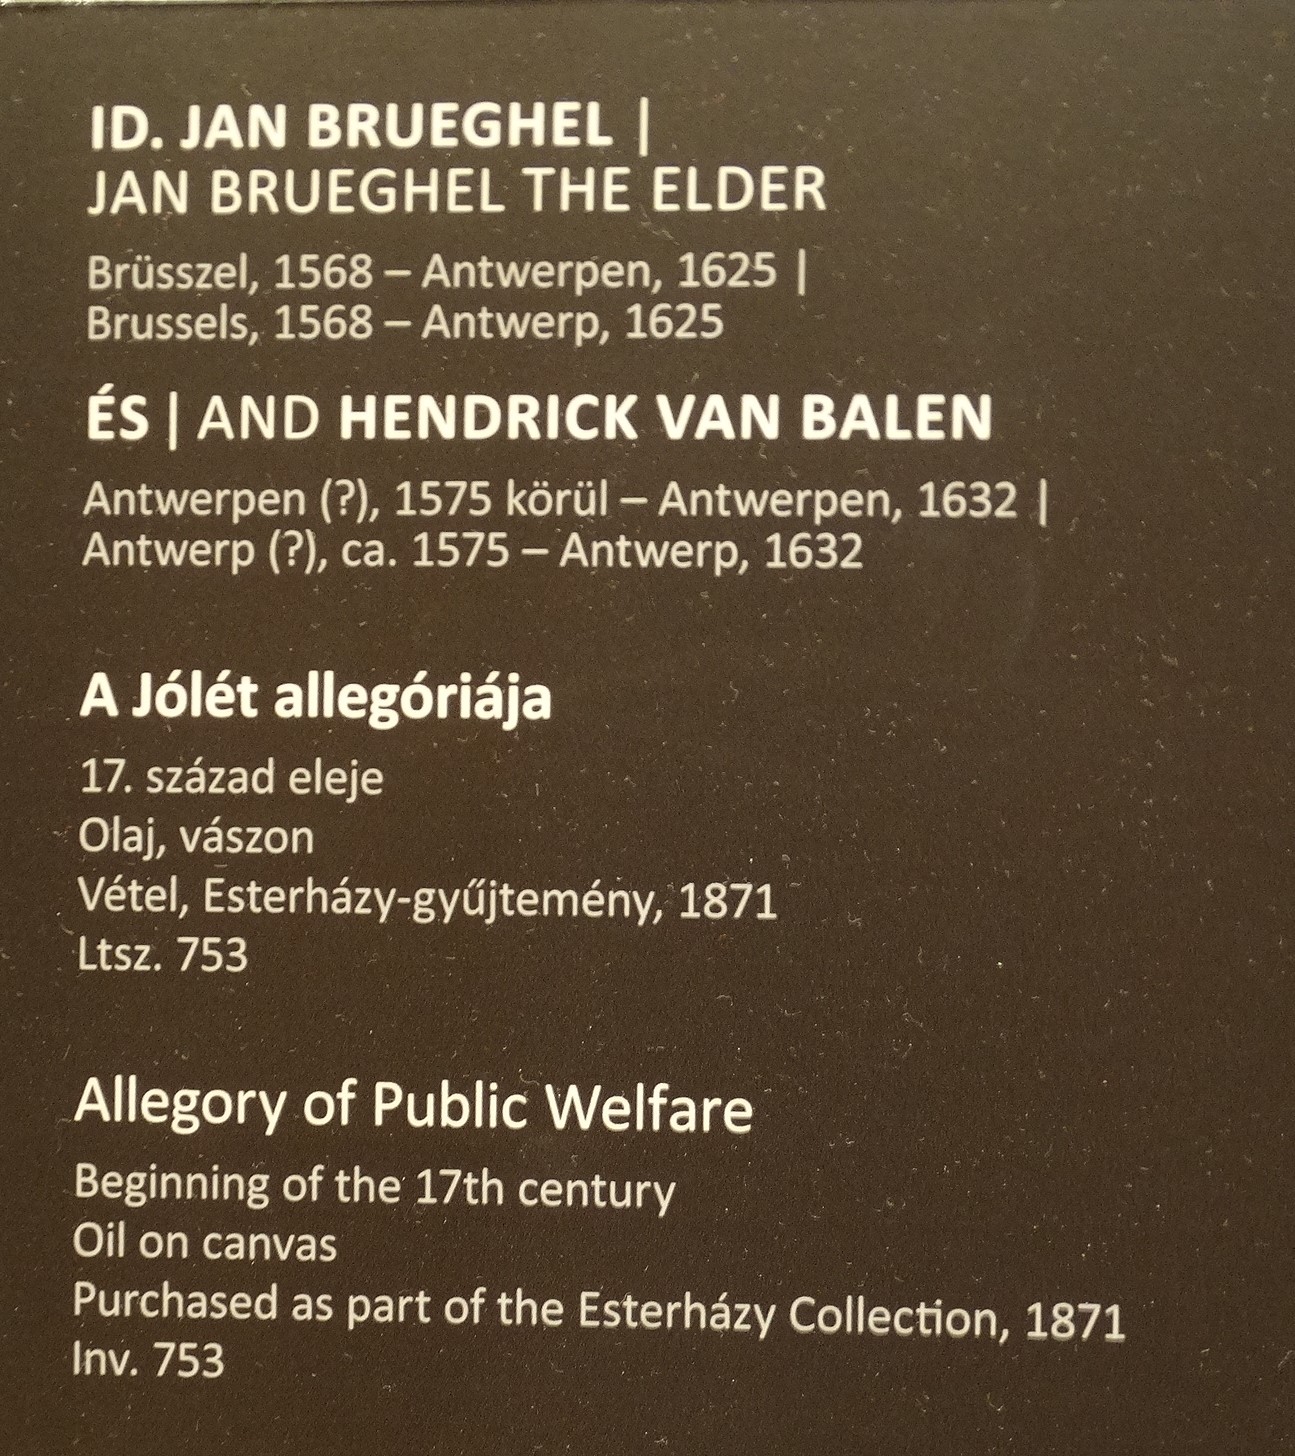 ID. JAN BRUEGHEL |
JAN BRUEGHEL THE ELDER
Brüsszel, 1568 – Antwerpen, 1625 |
Brussels, 1568 – Antwerp, 1625
ÉS | AND HENDRICK VAN BALEN
Antwerpen (?), 1575 körül – Antwerpen, 1632 |
Antwerp (?), ca. 1575 – Antwerp, 1632
A Jólét allegóriája
17. század eleje
Olaj, vászon
Vétel, Esterházy-gyűjtemény, 1871
Ltsz. 753
Allegory of Public Welfare
Beginning of the 17th century
Oil on canvas
Purchased as part of the Esterházy Collection, 1871
Inv. 753